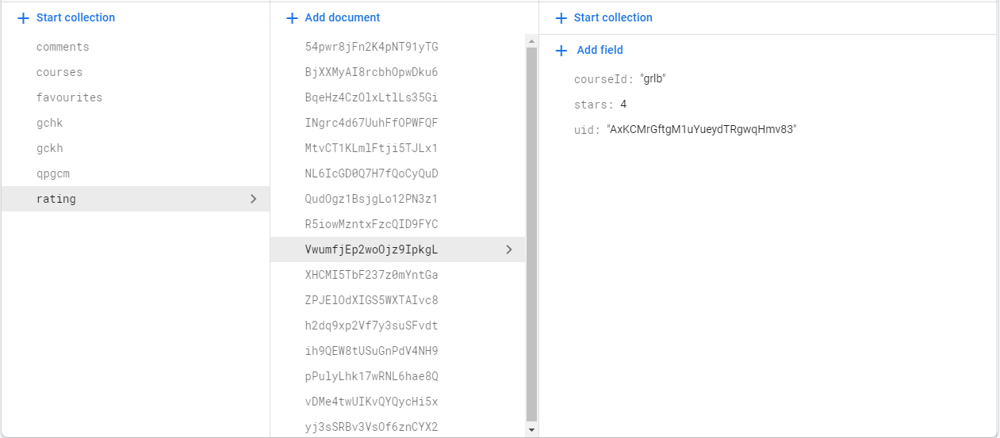 Start collection
comments
courses
favourites
gchk
gckh
qpgcm
rating
Add document
54pwr8jFn2K4pNT91yTG
BjXXMyAI8rcbhOpwDku6
BqeHz4CzOlxLtlLs35Gi
INgrc4d67UuhFfOPWFQF
MtvCT1KLmlFtji5TJLx1
NL6IcGD0Q7H7fQoCyQuD
QudOgz1BsjgLo12PN3z1
R5iowMzntxFzcQID9FYC
VwumfjEp2woOjz9IpkgL
XHCMI5TbF237z0mYntGa
ZPJElOdXIGS5WXTAIvc8
h2dq9xp2Vf7y3suSFvdt
ih9QEW8tUSuGnPdV4NH9
pPulyLhk17wRNL6hae8Q
vDMe4twUIKvQYQycHi5x
yj3sSRBv3VsOf6znCYX2
Start collection
Add field
courseId: "grlb"
stars: 4
uid: "AxKCMrGftgM1uYueydTRgwqHmv83"